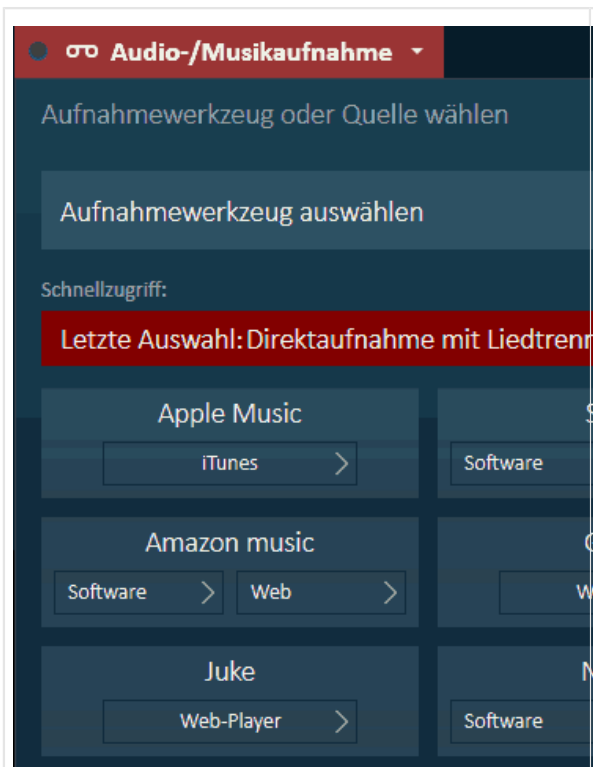 Audio-/Musikaufnahme
Aufnahmewerkzeug oder Quelle wählen
Aufnahmewerkzeug auswählen
Schnellzugriff:
Letzte Auswahl: Direktaufnahme mit
Apple Music
iTunes
Software
Amazon music
Software Web
Juke
Web-Player
Software